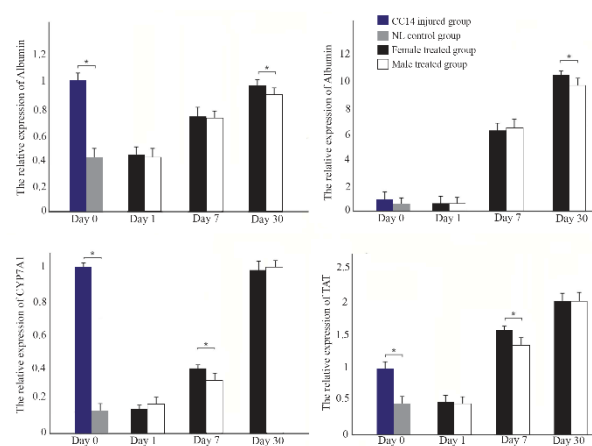 CC14 injured group
NL control group
Female treated group
Male treated group
The relative expression of Albumin
1,2
1
0,8
0,6
0,4
0,2
0
*
*
Day 0 Day 1 Day 7 Day 30
The relative expression of Albumin
12
10
8
6
4
2
0
*
Day 0 Day 1 Day 7 Day 30
The relative expression of CYP7A1
1
0,8
0,4
0,2
0
*
*
Day 0 Day 1 Day 7 Day 30
The relative expression of TAT
2,5
2
1,5
1
0,5
0
*
*
Day 0 Day 1 Day 7 Day 30